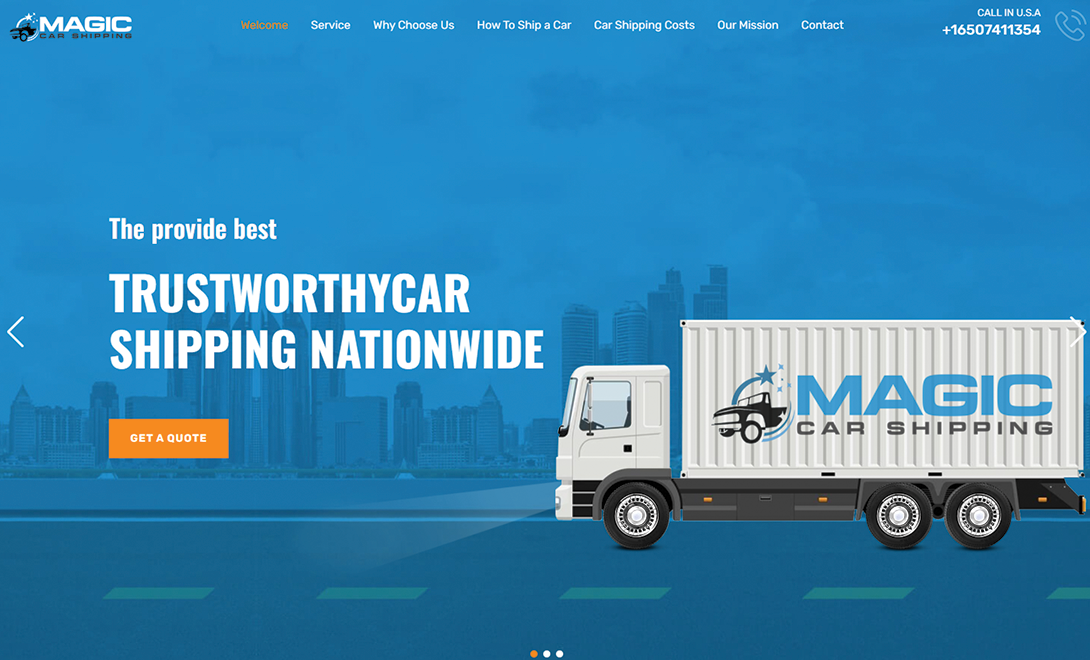 MAGIC
CAR SHIPPING
Welcome
Service
Why Choose Us
How To Ship a Car
Car Shipping Costs
Our Mission
Contact
CALL IN U.S.A
+16507411354
The provide best
TRUSTWORTHYCAR
SHIPPING NATIONWIDE
GET A QUOTE
MAGIC
CAR SHIPPING